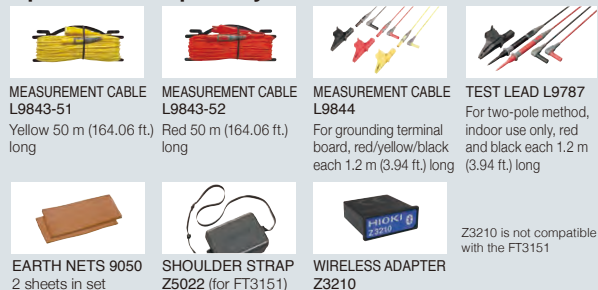 MEASUREMENT CABLE
L9843-51
Yellow 50 m (164.06 ft.)
long
MEASUREMENT CABLE
L9843-52
Red 50 m (164.06 ft.)
long
MEASUREMENT CABLE
L9844
For grounding terminal
board, red/yellow/black
each 1.2 m (3.94 ft.) long
TEST LEAD L9787
For two-pole method,
indoor use only, red
and black each 1.2 m
(3.94 ft.) long
EARTH NETS 9050
2 sheets in set
SHOULDER STRAP
Z5022 (for FT3151)
HIOKI
Z3210
WIRELESS ADAPTER
Z3210
Z3210 is not compatible
with the FT3151